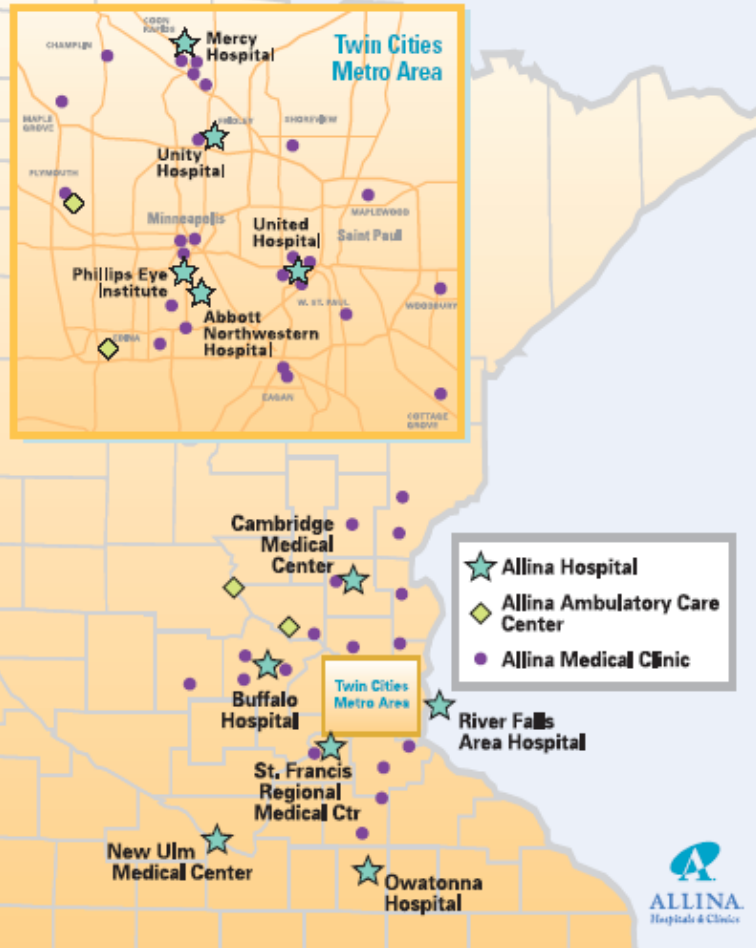 COON
RAPIDS
Mercy
Hospital
Twin Cities
Metro Area
CHAMPLIN
MAPLE
GROVE
FRIDLEY
SHOREVIEW
Unity
Hospital
PLYMOUTH
MAPLEWOOD
Minneapolis
United
Hospital
Saint Paul
Phillips Eye
Institute
W. ST. PAUL
WOODBURY
Abbott
Northwestern
Hospital
EDINA
EAGAN
COTTAGE
GROVE
Cambridge
Medical
Center
Allina Hospital
Allina Ambulatory Care
Center
Allina Medical Clinic
Twin Cities
Metro Area
Buffalo
Hospital
River Falls
Area Hospital
St. Francis
Regional
Medical Ctr
New Ulm
Medical Center
Owatonna
Hospital
ALLINA.
Hospitals & Clinics